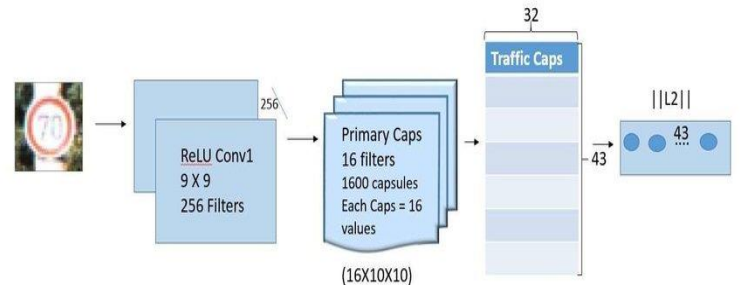 70
ReLU Conv1
9 X 9
256 Filters
256
Primary Caps
16 filters
1600 capsules
Each Caps = 16
values
(16X10X10)
32
Traffic Caps
43
||L2||
43
....